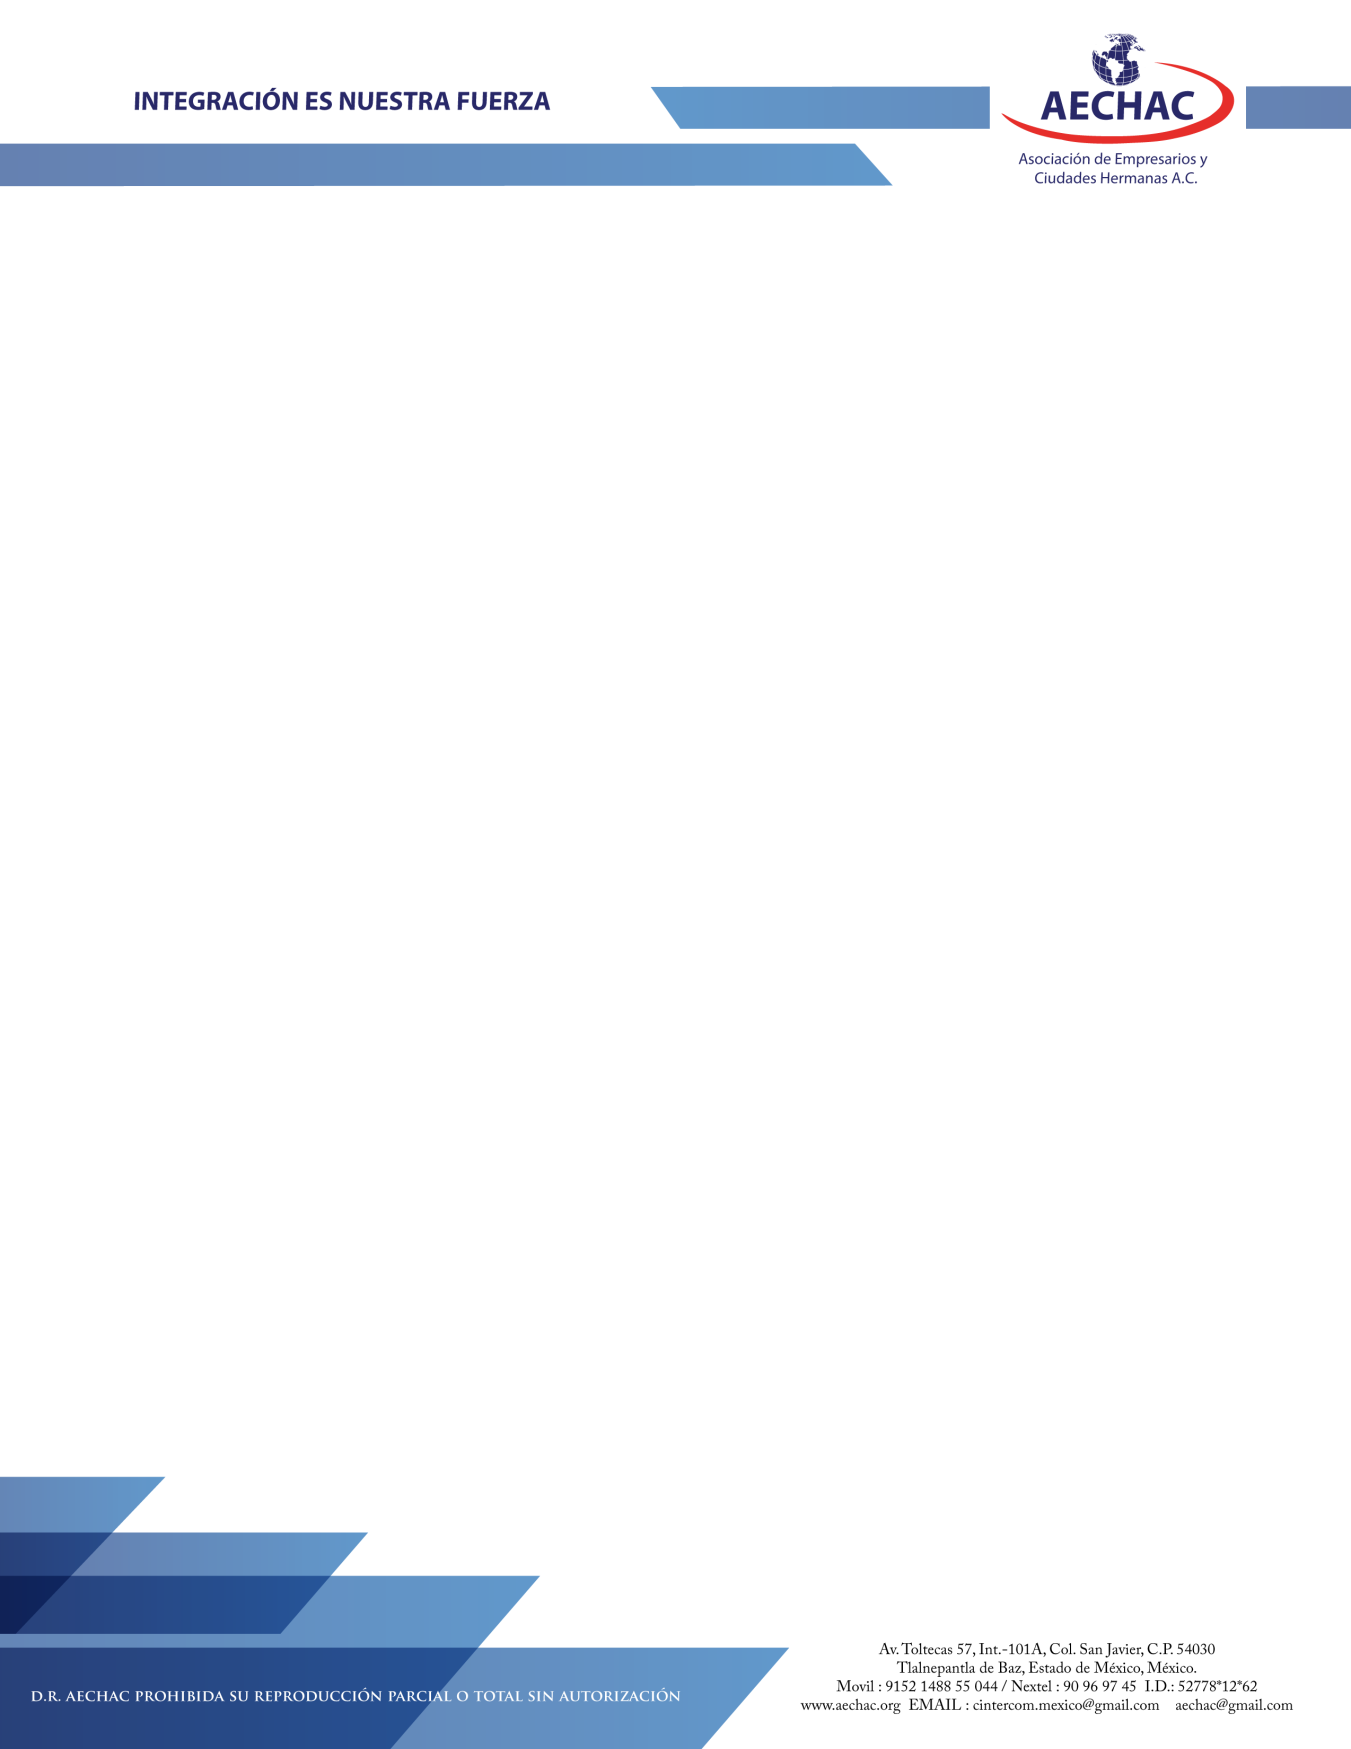 INTEGRACIÓN ES NUESTRA FUERZA
AECHAC
Asociación de Empresarios y
Ciudades Hermanas A.C.
D.R. AECHAC PROHIBIDA SU REPRODUCCIÓN PARCIAL O TOTAL SIN AUTORIZACIÓN
Av. Toltecas 57, Int.-101A, Col. San Javier, C.P. 54030
Tlalnepantla de Baz, Estado de México, México.
Movil : 9152 1488 55 044 / Nextel : 90 96 97 45 I.D.: 52778*12*62
www.aechac.org EMAIL : cintercom.mexico@gmail.com aechac@gmail.com